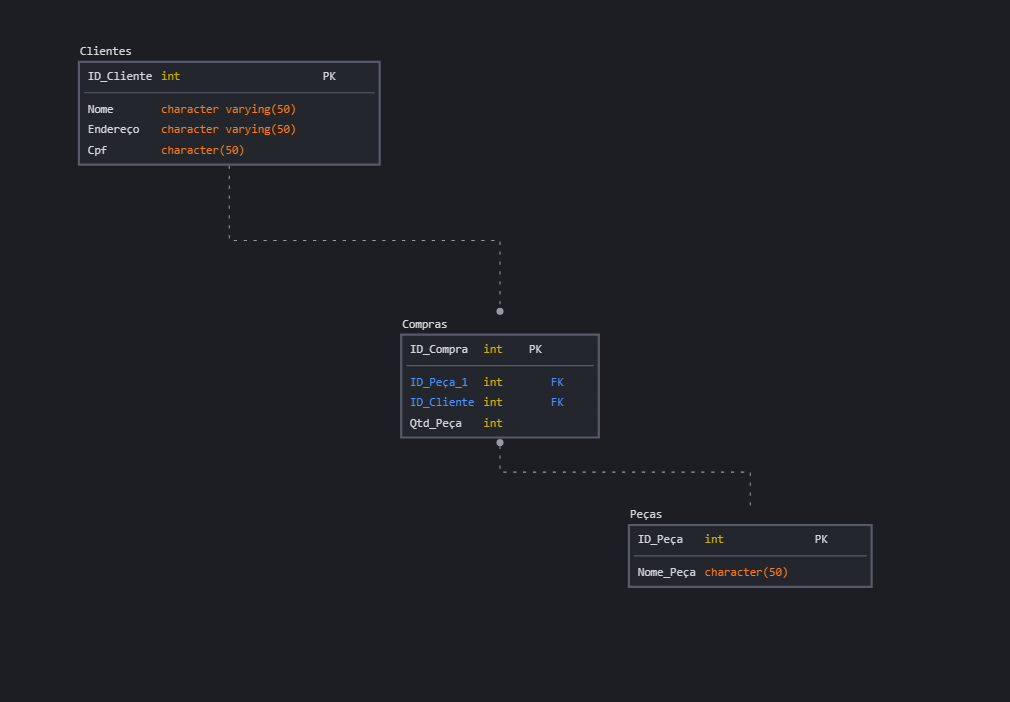 Clientes
ID_Cliente int PK
Nome character varying(50)
Endereço character varying(50)
Cpf character(50)
Compras
ID_Compra int PK
ID_Peça_1 int FK
ID_Cliente int FK
Qtd_Peça int
Peças
ID_Peça int PK
Nome_Peça character(50)